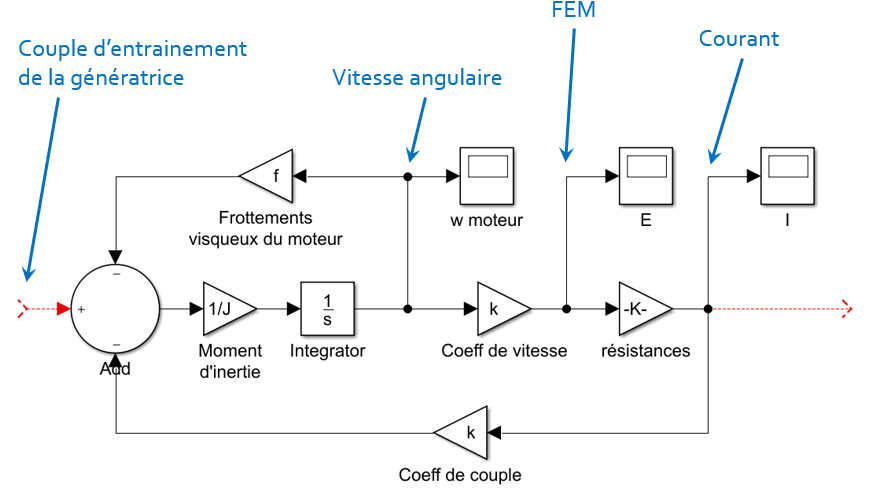 FEM
Couple d’entrainement
de la génératrice
Vitesse angulaire
Courant
f
Frottements
visqueux du moteur
w moteur
E
I
−
+
−
Add
1/J
Moment
d'inertie
1
s
Integrator
k
Coeff de vitesse
-K-
résistances
k
Coeff de couple